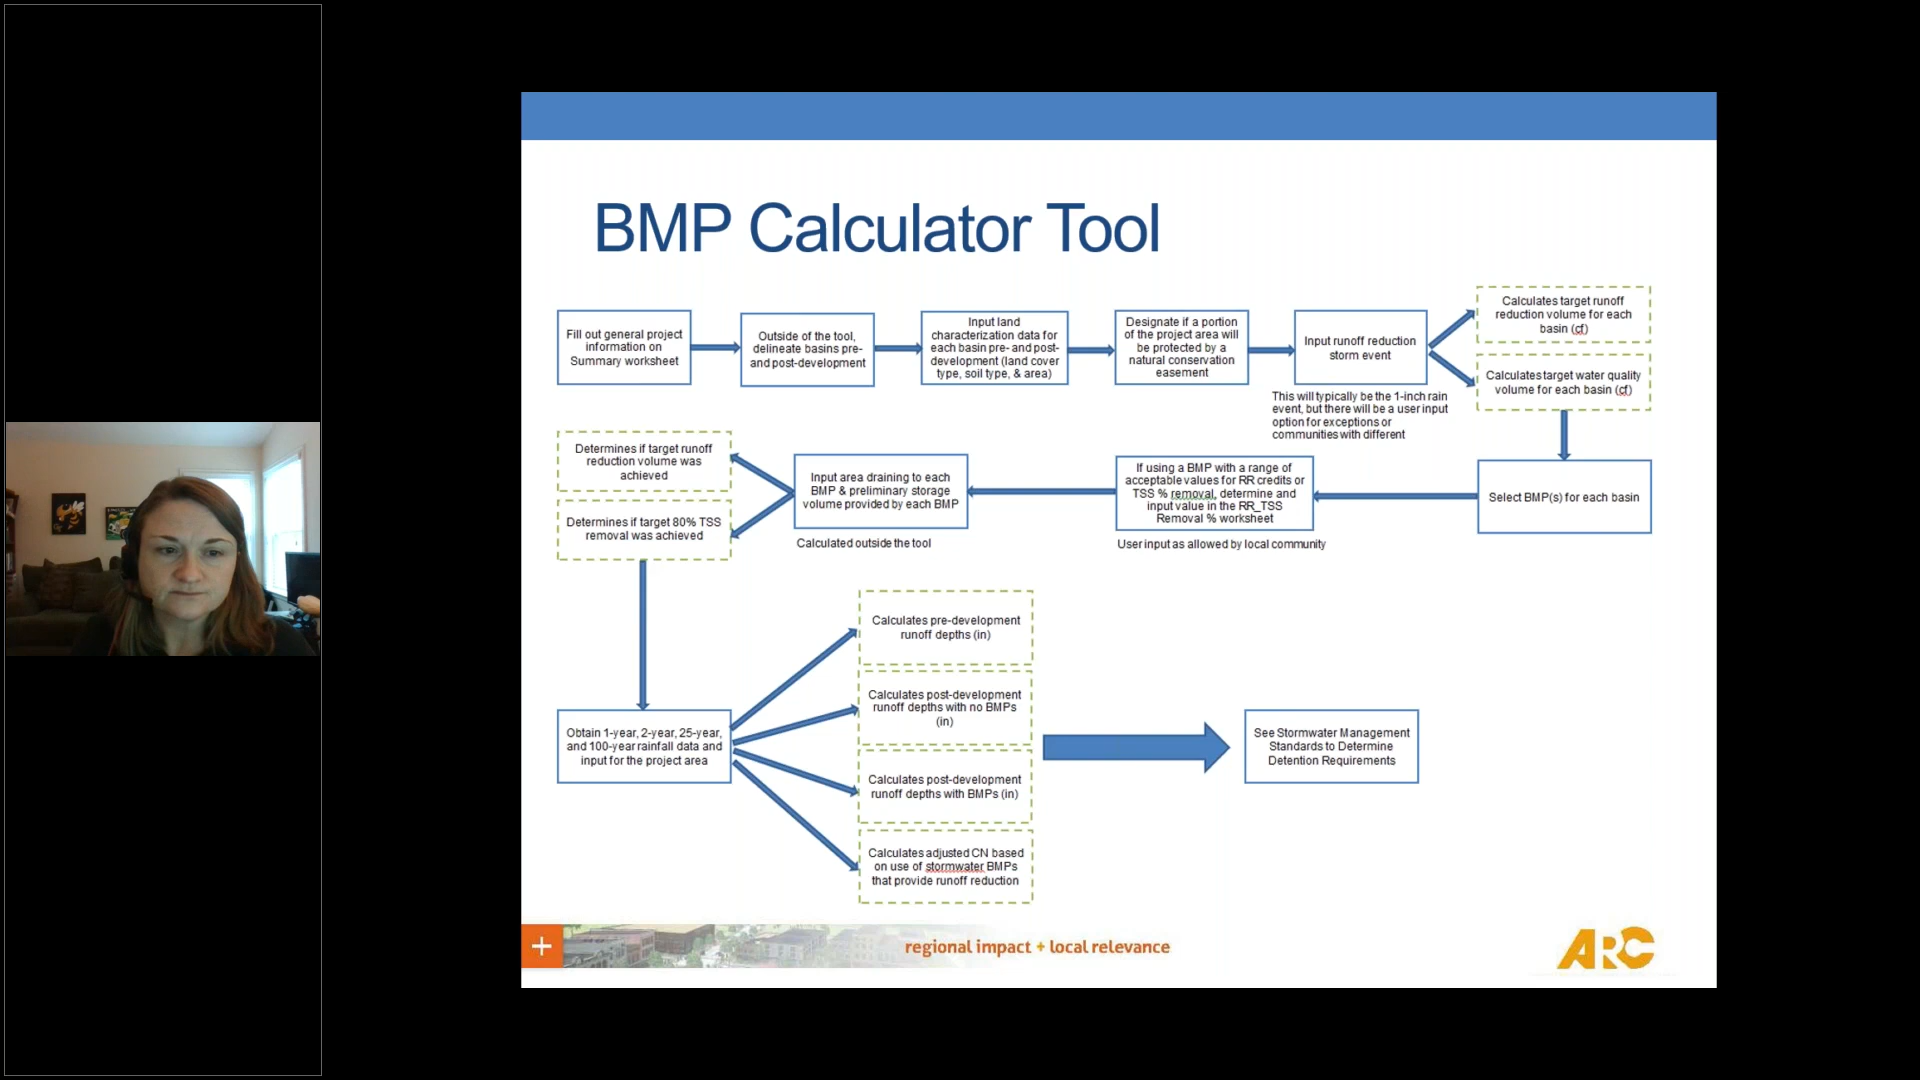 BMP Calculator Tool
Fill out general project
information on
Summary worksheet
Outside of the tool,
delineate basins pre-
and post-development
Input land
characterization data for
each basin pre- and post-
development (land cover
type, soil type, & area)
Designate if a portion
of the project area will
be protected by a
natural conservation
easement
Input runoff reduction
storm event
This will typically be the 1-inch rain
event, but there will be a user input
option for exceptions or
communities with different
Calculates target runoff
reduction volume for each
basin (cf)
Calculates target water quality
volume for each basin (cf)
Select BMP(s) for each basin
If using a BMP with a range of
acceptable values for RR credits or
TSS % removal, determine and
input value in the RR_TSS
Removal % worksheet
User input as allowed by local community
Input area draining to each
BMP & preliminary storage
volume provided by each BMP
Calculated outside the tool
Determines if target runoff
reduction volume was
achieved
Determines if target 80% TSS
removal was achieved
Obtain 1-year, 2-year, 25-year,
and 100-year rainfall data and
input for the project area
Calculates pre-development
runoff depths (in)
Calculates post-development
runoff depths with no BMPs
(in)
Calculates post-development
runoff depths with BMPs (in)
Calculates adjusted CN based
on use of stormwater BMPs
that provide runoff reduction
See Stormwater Management
Standards to Determine
Detention Requirements
+
regional impact + local relevance
ARC